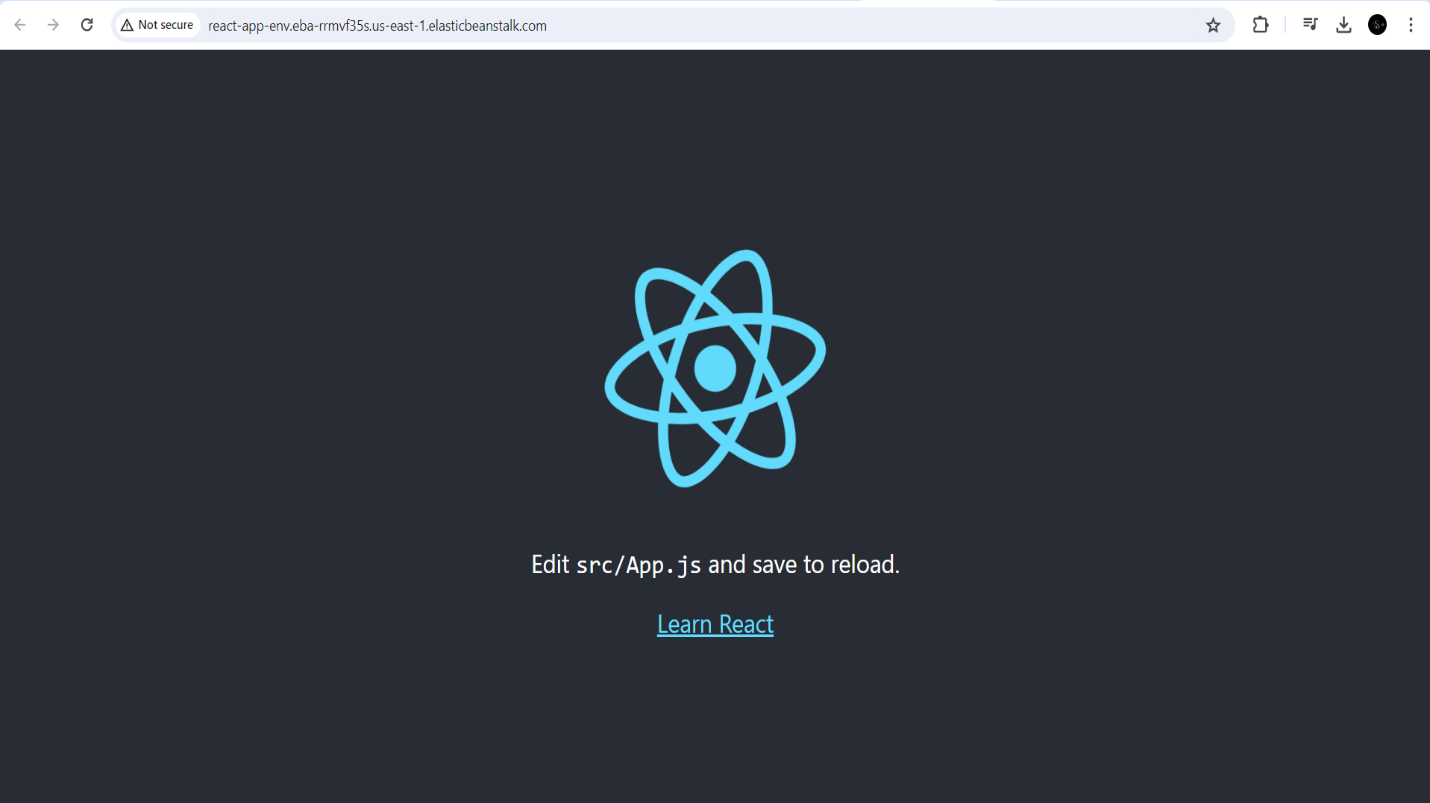 Not secure
react-app-env.eba-rrmvf35s.us-east-1.elasticbeanstalk.com
Edit src/App.js and save to reload.
Learn React